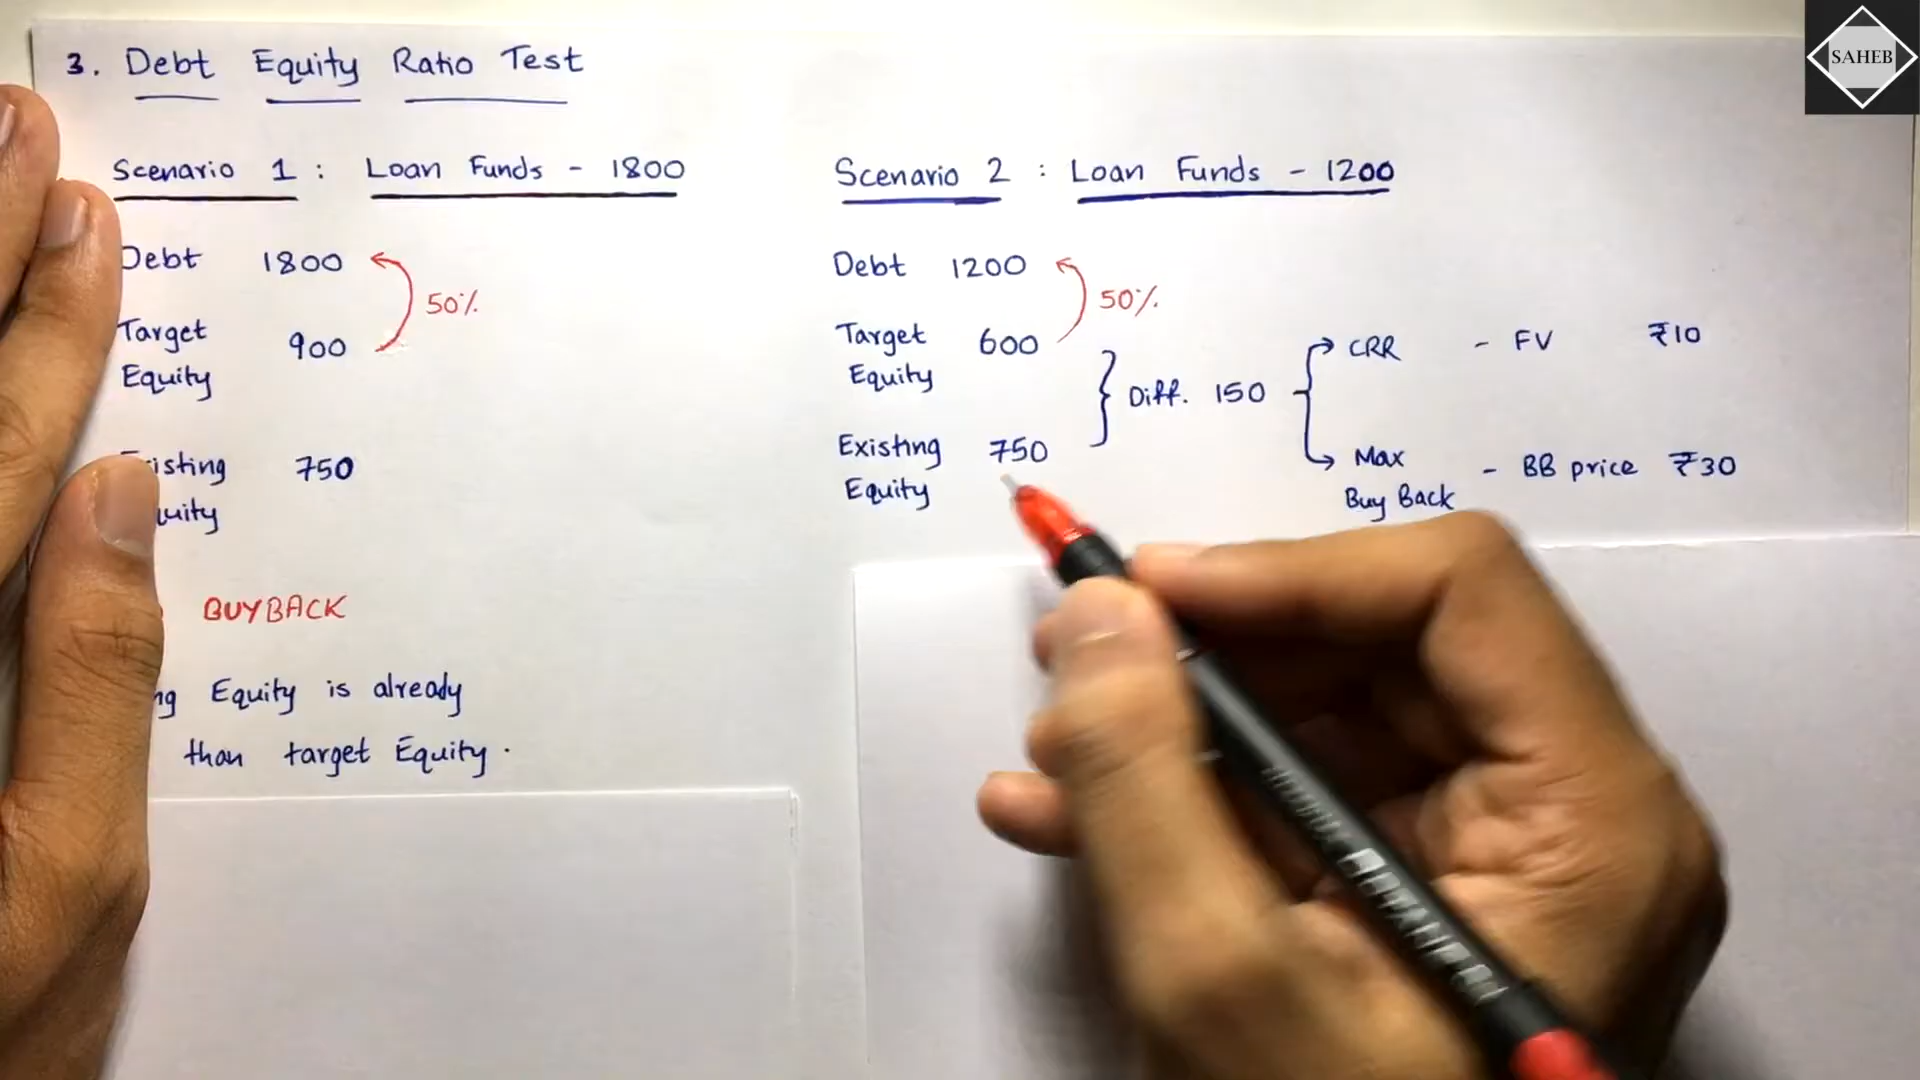 3. Debt Equity Ratio Test
Scenario 1 : Loan Funds - 1800
Debt 1800
50%
Target 900
Equity
750
BUYBACK
Equity is already
than target Equity.
Scenario 2 : Loan Funds - 1200
Debt 1200
50%
Target 600
Equity
Existing 750
Equity
Diff. 150
CRR - FV ₹10
Max - BB price ₹30
Buy Back
SAHEB